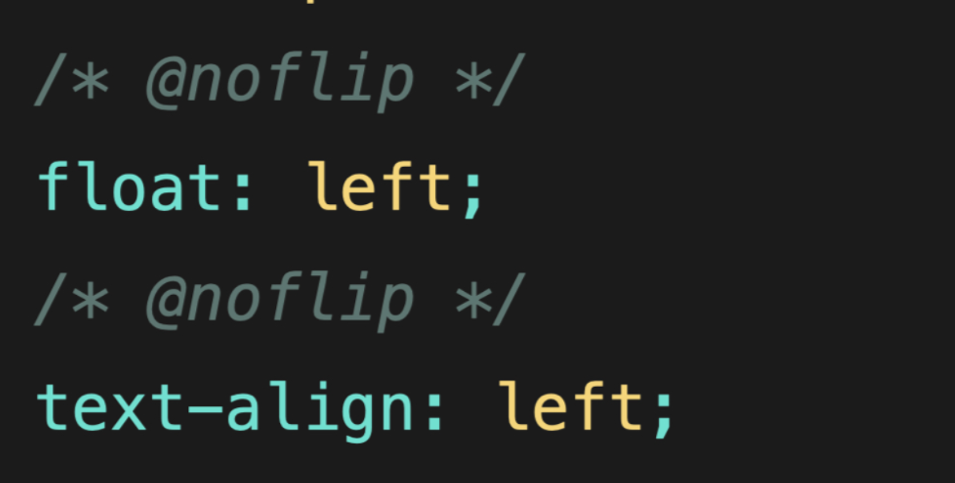 /* @noflip */
float: left;
/* @noflip */
text-align: left;